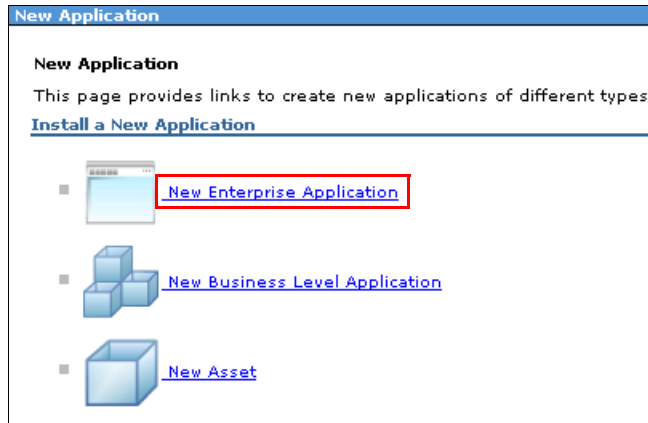 New Application
New Application
This page provides links to create new applications of different types
Install a New Application
New Enterprise Application
New Business Level Application
New Asset